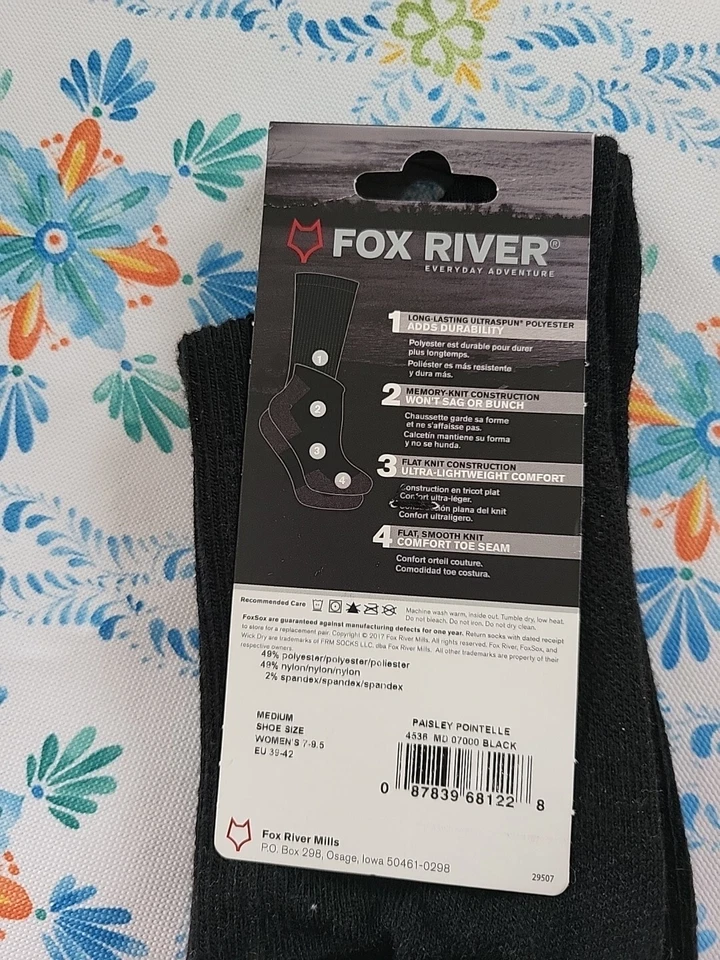 FOX RIVER®
EVERYDAY ADVENTURE
1 LONG-LASTING ULTRASPUN® POLYESTER
ADDS DURABILITY
Polyester est durable pour durer
plus longtemps.
Poliéster es más resistente
y dura más.
2 MEMORY-KNIT CONSTRUCTION
WON'T SAG OR BUNCH
Chaussette garde sa forme
et ne s'affaisse pas.
Calcetín mantiene su forma
y no se hunda.
3 FLAT KNIT CONSTRUCTION
ULTRA-LIGHTWEIGHT COMFORT
Construction en tricot plat
Confort ultra-léger.
plana del knit
Confort ultraligero.
4 FLAT, SMOOTH KNIT
COMFORT TOE SEAM
Confort orteil couture.
Comodidad toe costura.
1
2
3
4
Recommended Care
Machine wash warm, inside out. Tumble dry, low heat.
Do not bleach. Do not iron. Do not dry clean.
FoxSox are guaranteed against manufacturing defects for one year. Return socks with dated receipt
to store for a replacement pair. Copyright © 2017 Fox River Mills. All rights reserved. Fox River, FoxSox, and
Wick Dry are trademarks of FRM SOCKS LLC. dba Fox River Mills. All other trademarks are property of their
respective owners.
49% polyester/polyester/poliester
49% nylon/nylon/nylon
2% spandex/spandex/spandex
MEDIUM
SHOE SIZE
WOMEN'S 7-9.5
EU 39-42
PAISLEY POINTELLE
4536 MD 07000 BLACK
0 87839 68122 8
Fox River Mills
P.O. Box 298, Osage, Iowa 50461-0298
29507